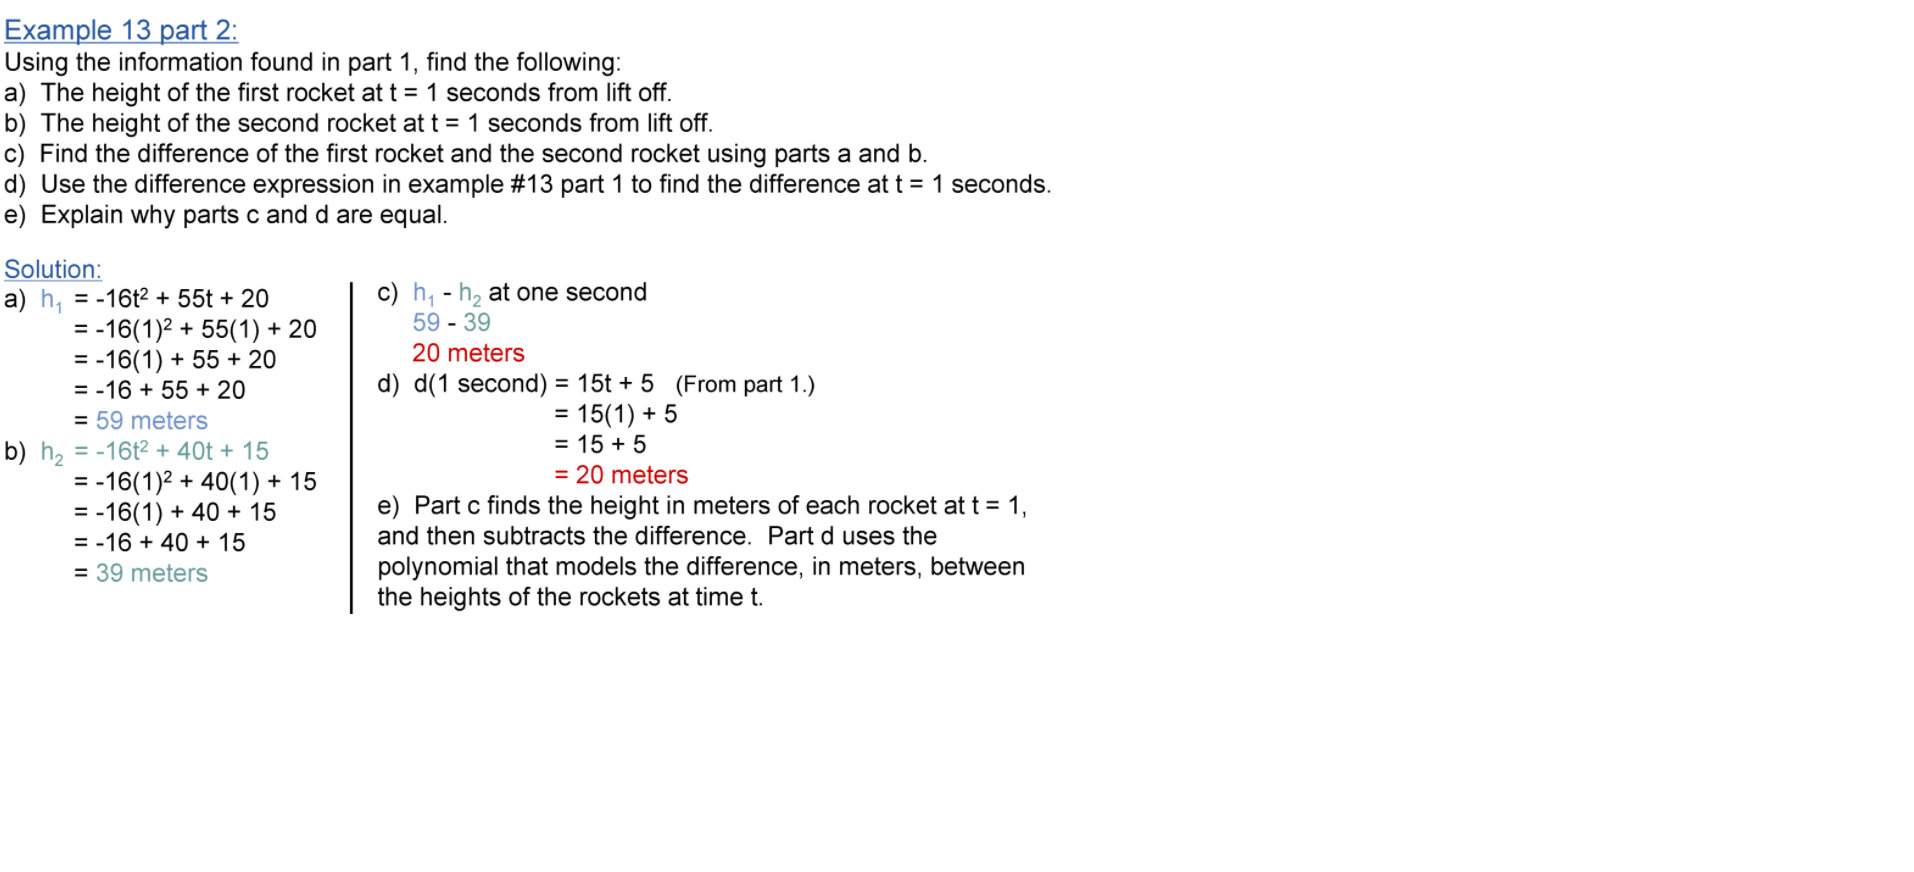 Example 13 part 2:
Using the information found in part 1, find the following:
a) The height of the first rocket at t = 1 seconds from lift off.
b) The height of the second rocket at t = 1 seconds from lift off.
c) Find the difference of the first rocket and the second rocket using parts a and b.
d) Use the difference expression in example #13 part 1 to find the difference at t = 1 seconds.
e) Explain why parts c and d are equal.
Solution:
a) h₁ = -16t² + 55t + 20
= -16(1)² + 55(1) + 20
= -16(1) + 55 + 20
= -16 + 55 + 20
= 59 meters
b) h₂ = -16t² + 40t + 15
= -16(1)² + 40(1) + 15
= -16(1) + 40 + 15
= -16 + 40 + 15
= 39 meters
c) h₁ - h₂ at one second
59 - 39
20 meters
d) d(1 second) = 15t + 5 (From part 1.)
= 15(1) + 5
= 15 + 5
= 20 meters
e) Part c finds the height in meters of each rocket at t = 1,
and then subtracts the difference. Part d uses the
polynomial that models the difference, in meters, between
the heights of the rockets at time t.